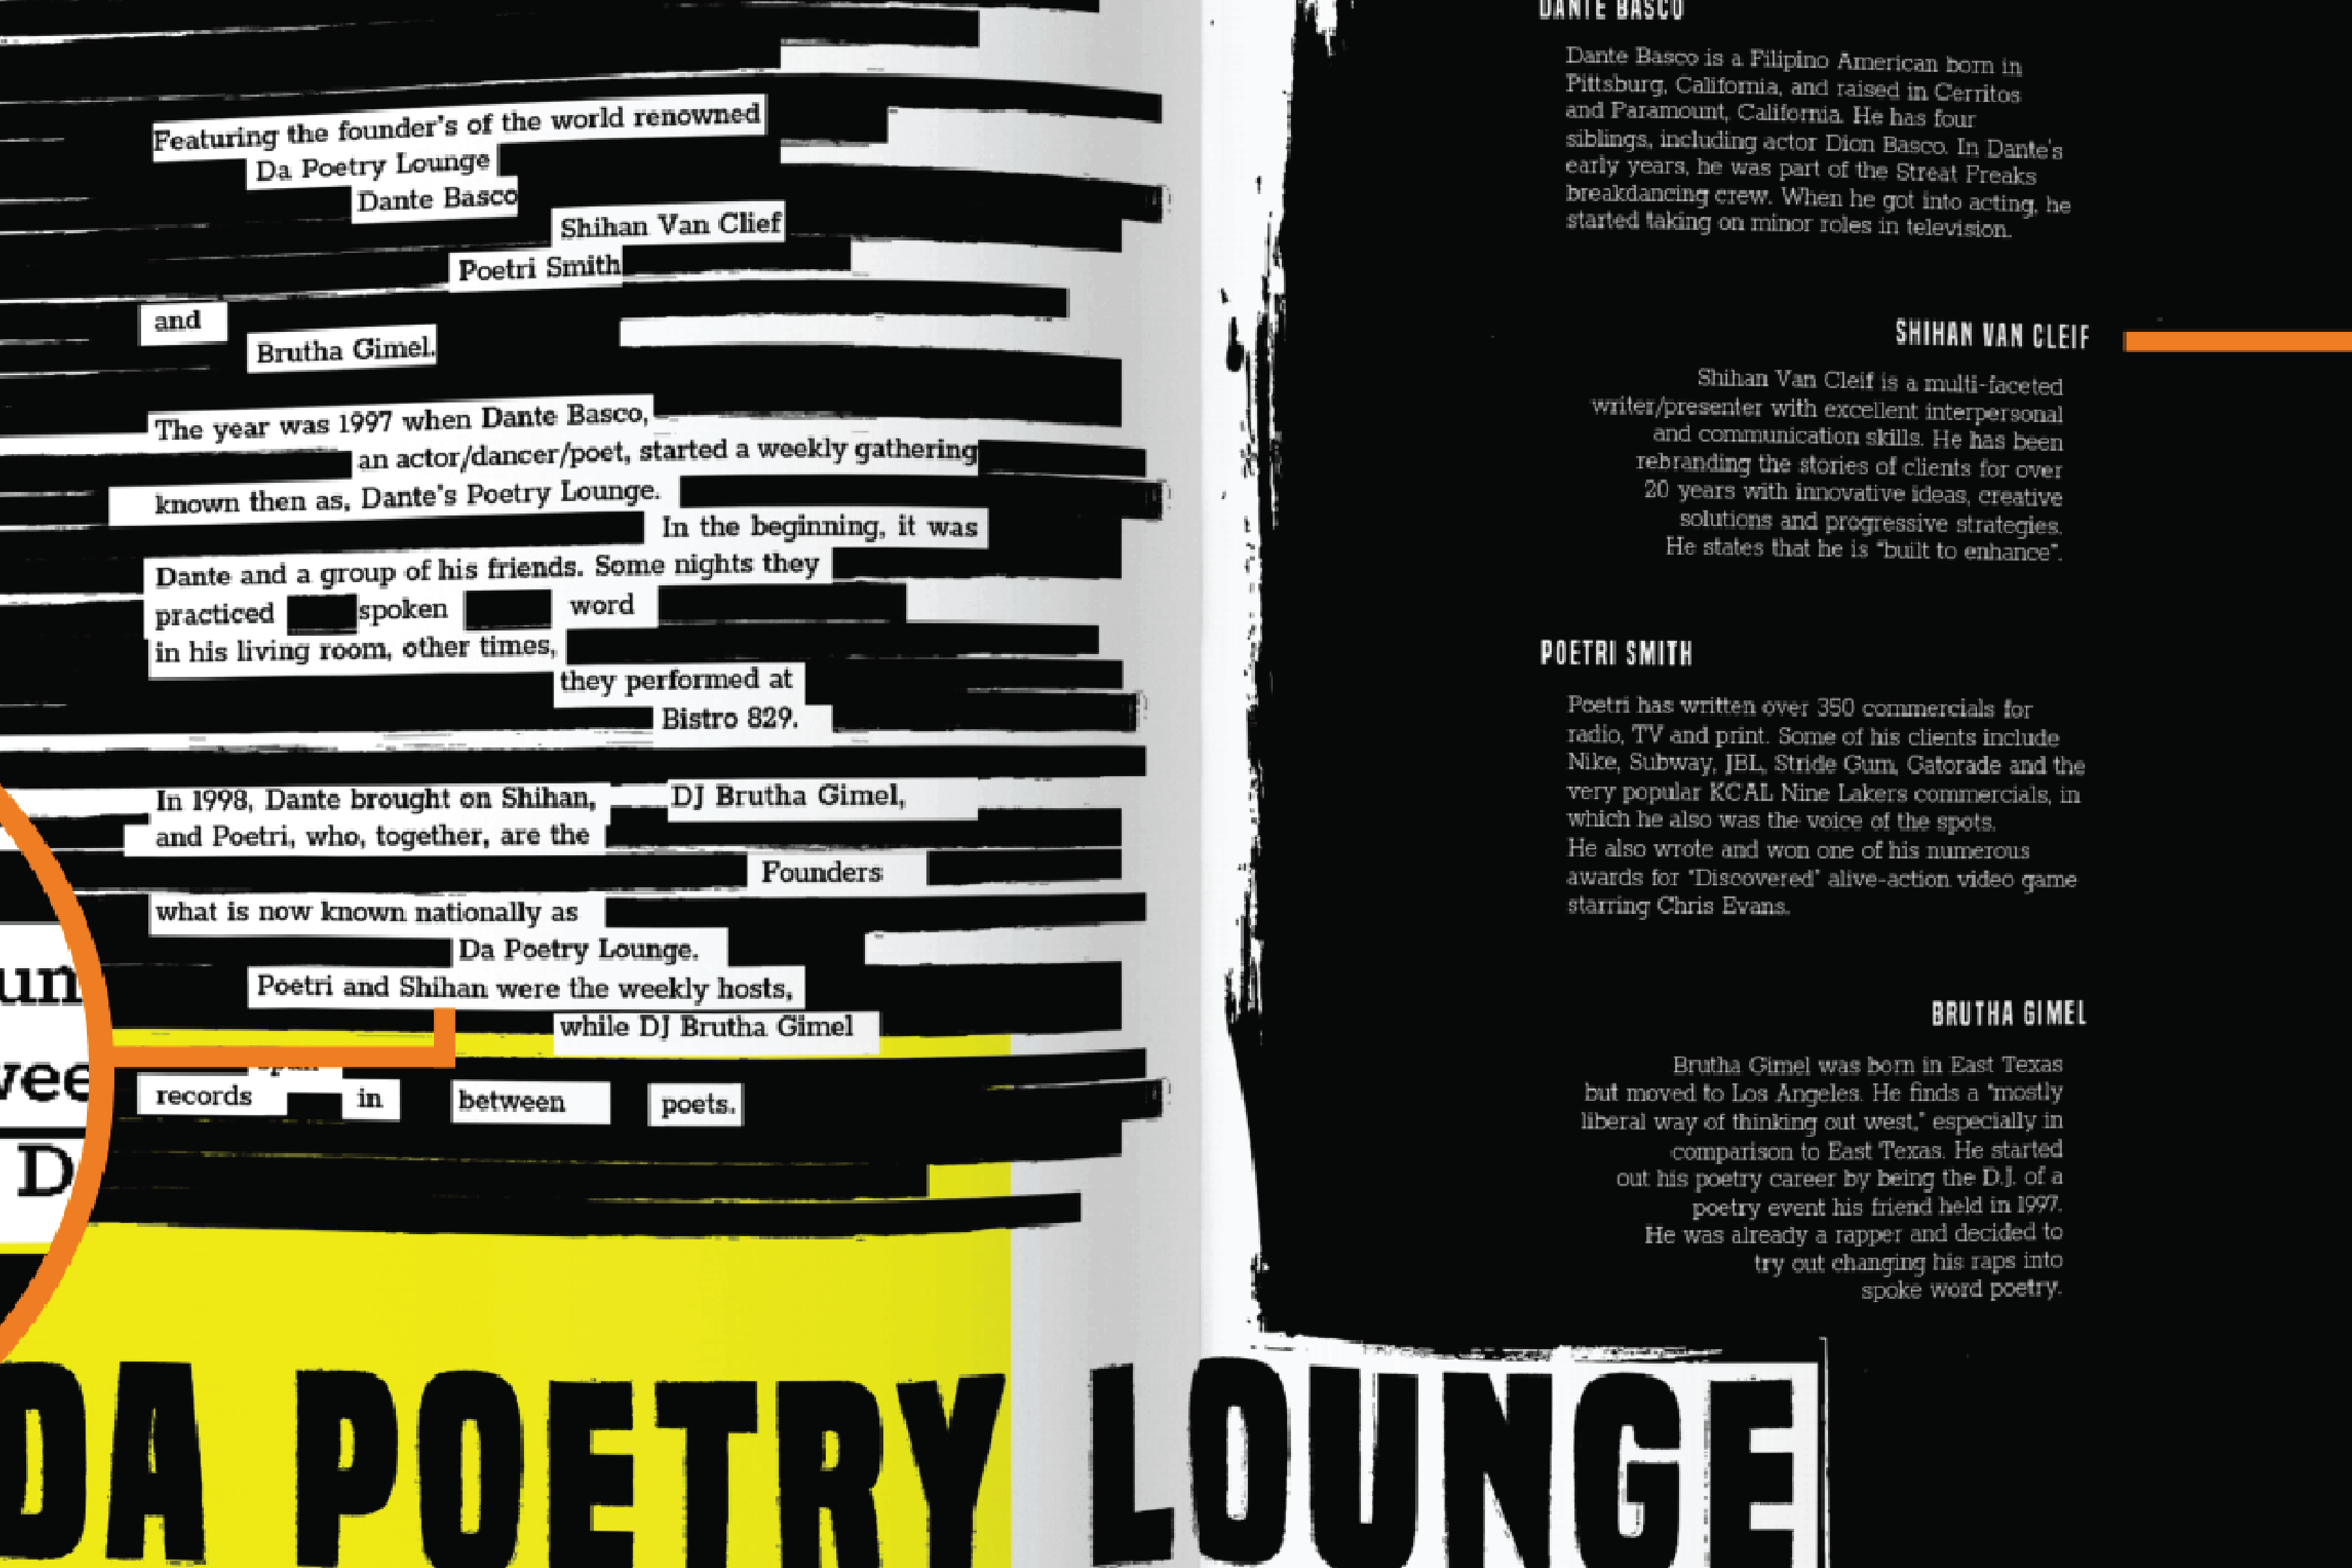 Featuring the founder's of the world renowned
Da Poetry Lounge
Dante Basco
Shihan Van Clief
Poetri Smith
and
Brutha Gimel.
The year was 1997 when Dante Basco,
an actor/dancer/poet, started a weekly gathering
known then as, Dante's Poetry Lounge.
In the beginning, it was
Dante and a group of his friends. Some nights they
practiced spoken word
in his living room, other times,
they performed at
Bistro 829.
In 1998, Dante brought on Shihan, DJ Brutha Gimel,
and Poetri, who, together, are the
Founders
what is now known nationally as
Da Poetry Lounge.
Poetri and Shihan were the weekly hosts,
while DJ Brutha Gimel
records in between poets.
DA POETRY LOUNGE
DANTE BASCO
Dante Basco is a Filipino American born in
Pittsburg, California, and raised in Cerritos
and Paramount, California. He has four
siblings, including actor Dion Basco. In Dante's
early years, he was part of the Streat Freaks
breakdancing crew. When he got into acting, he
started taking on minor roles in television.
SHIHAN VAN CLEIF
Shihan Van Cleif is a multi-faceted
writer/presenter with excellent interpersonal
and communication skills. He has been
rebranding the stories of clients for over
20 years with innovative ideas, creative
solutions and progressive strategies.
He states that he is "built to enhance".
POETRI SMITH
Poetri has written over 350 commercials for
radio, TV and print. Some of his clients include
Nike, Subway, JBL, Stride Gum, Gatorade and the
very popular KCAL Nine Lakers commercials, in
which he also was the voice of the spots.
He also wrote and won one of his numerous
awards for "Discovered" alive-action video game
starring Chris Evans.
BRUTHA GIMEL
Brutha Gimel was born in East Texas
but moved to Los Angeles. He finds a "mostly
liberal way of thinking out west," especially in
comparison to East Texas. He started
out his poetry career by being the D.J. of a
poetry event his friend held in 1997.
He was already a rapper and decided to
try out changing his raps into
spoke word poetry.